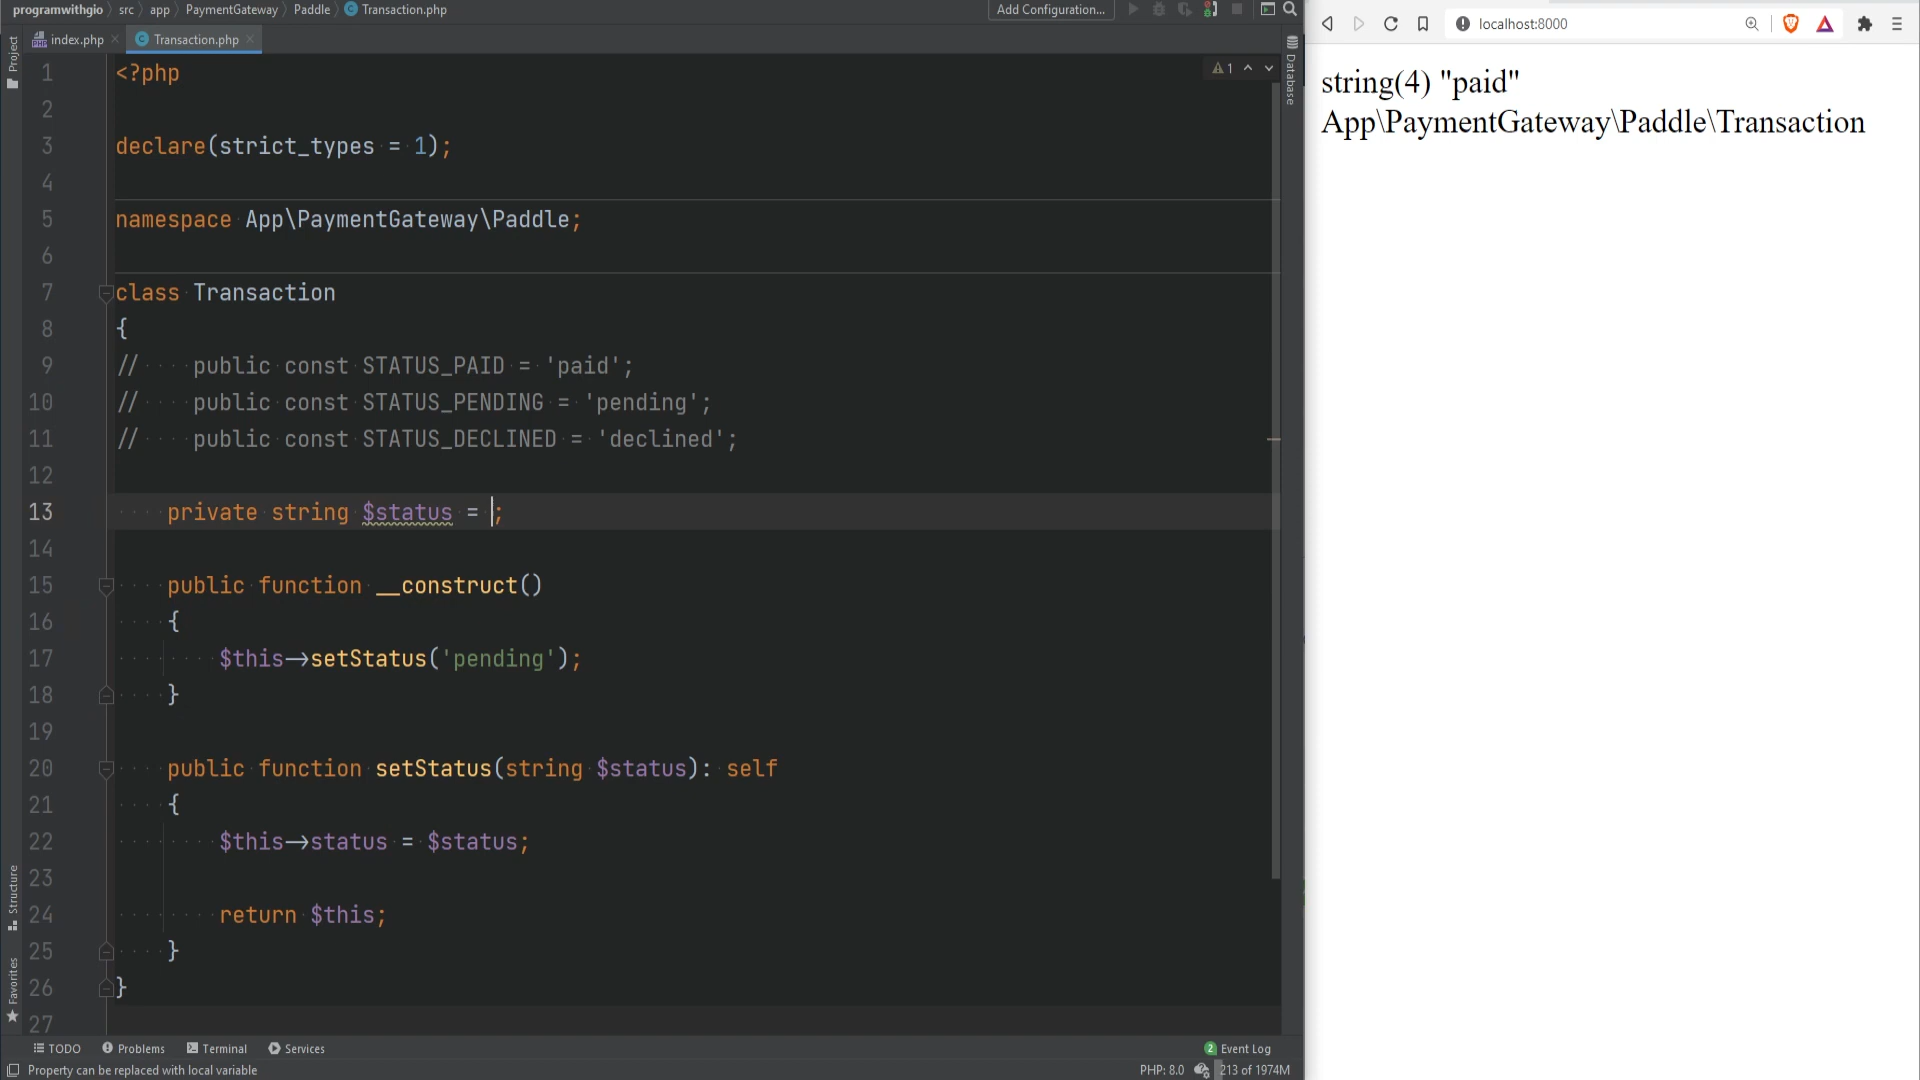 programwithgio src app PaymentGateway Paddle Transaction.php
Add Configuration...
index.php Transaction.php
localhost:8000
Project
Database
1
1 <?php
2
3 declare(strict_types = 1);
4
5 namespace App\PaymentGateway\Paddle;
6
7 class Transaction
8 {
9 // public const STATUS_PAID = 'paid';
10 // public const STATUS_PENDING = 'pending';
11 // public const STATUS_DECLINED = 'declined';
12
13 private string $status = ;
14
15 public function __construct()
16 {
17 $this->setStatus('pending');
18 }
19
20 public function setStatus(string $status): self
21 {
22 $this->status = $status;
23
24 return $this;
25 }
26 }
27
Structure
Favorites
string(4) "paid"
App\PaymentGateway\Paddle\Transaction
TODO Problems Terminal Services
2 Event Log
Property can be replaced with local variable
PHP: 8.0 213 of 1974M